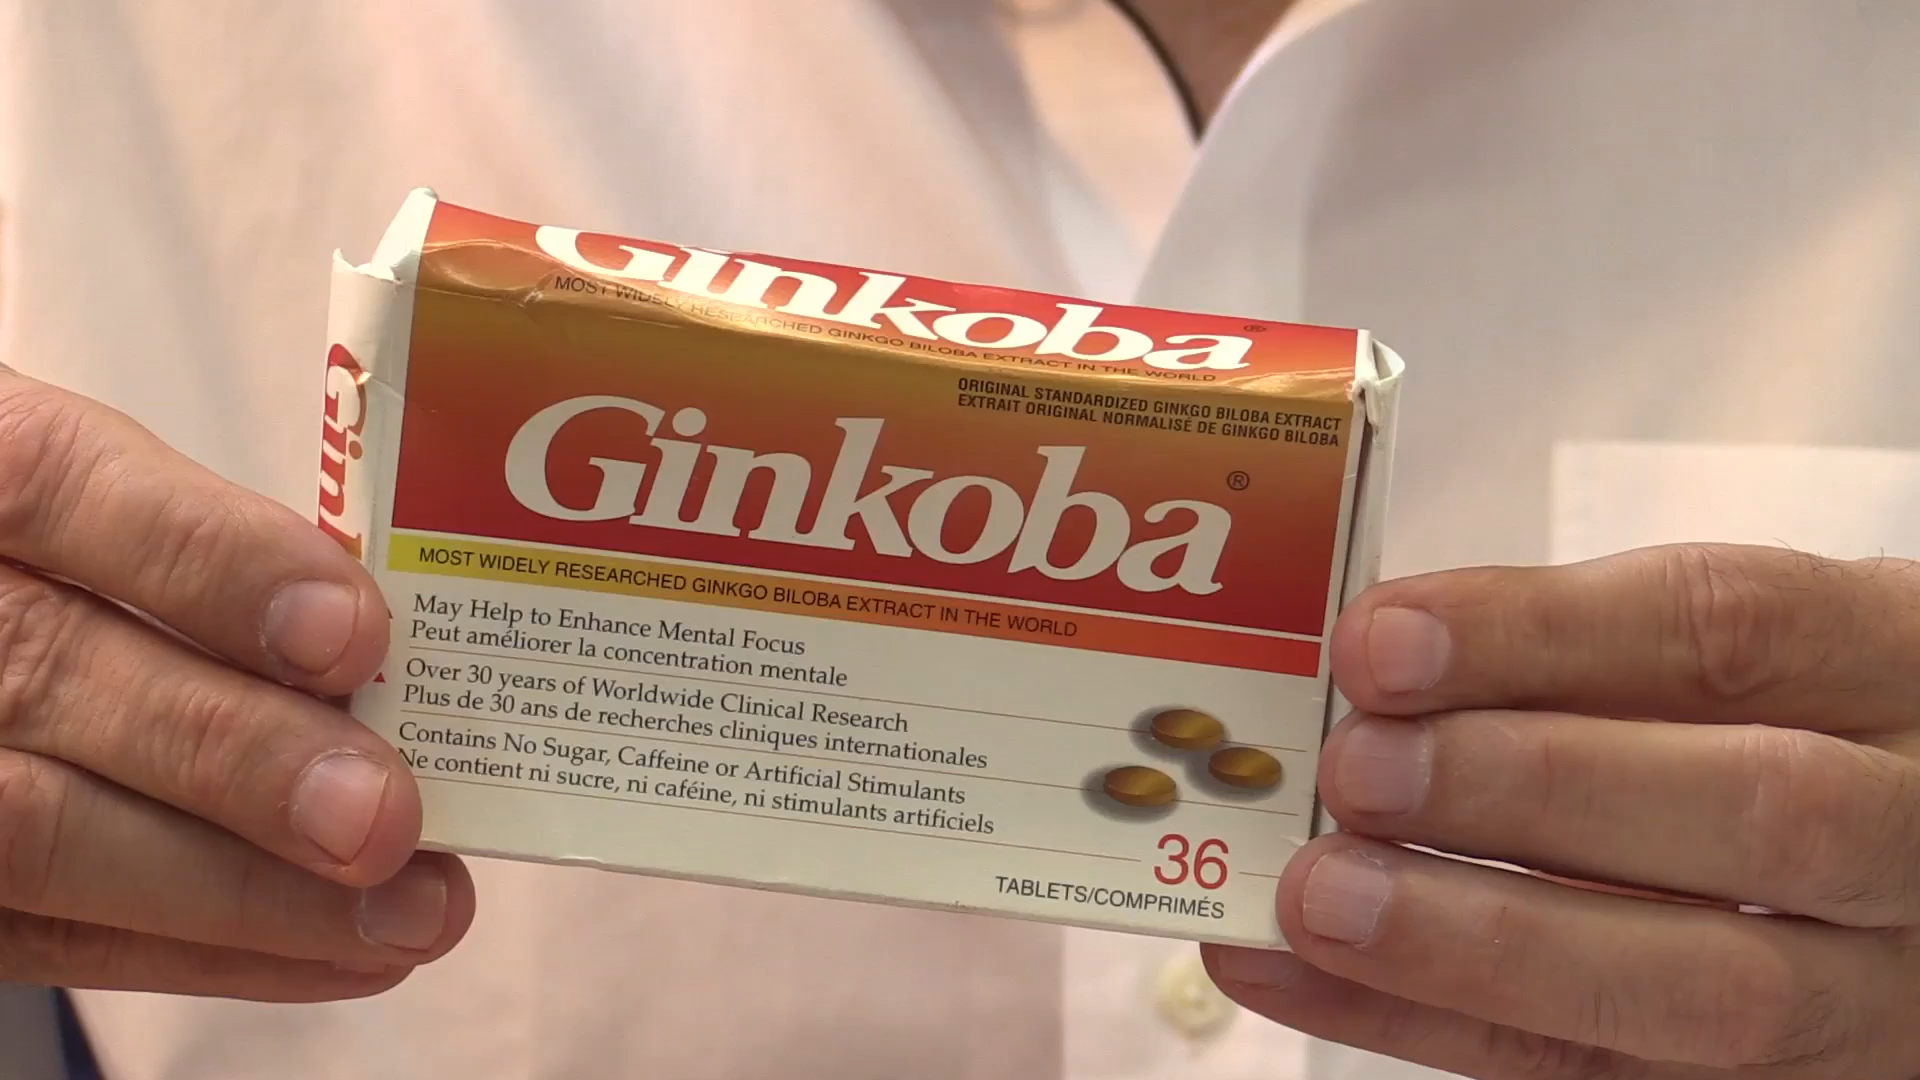 Ginkoba®
MOST WIDELY RESEARCHED GINKGO BILOBA EXTRACT IN THE WORLD
ORIGINAL STANDARDIZED GINKGO BILOBA EXTRACT
EXTRAIT ORIGINAL NORMALISÉ DE GINKGO BILOBA
Ginkoba®
MOST WIDELY RESEARCHED GINKGO BILOBA EXTRACT IN THE WORLD
May Help to Enhance Mental Focus
Peut améliorer la concentration mentale
Over 30 years of Worldwide Clinical Research
Plus de 30 ans de recherches cliniques internationales
Contains No Sugar, Caffeine or Artificial Stimulants
Ne contient ni sucre, ni caféine, ni stimulants artificiels
36
TABLETS/COMPRIMÉS